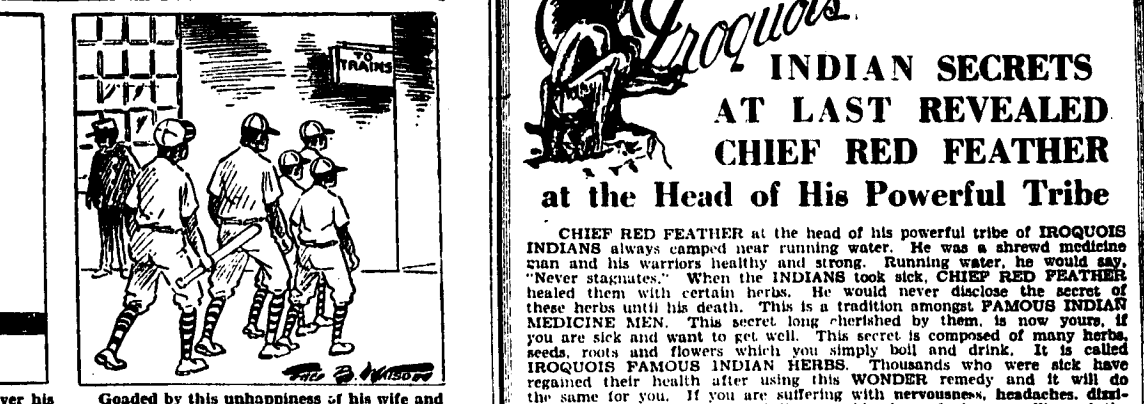 TO
TRAINS
Fred B. Watson
ver his
Goaded by this unhappiness of his wife and
Iroquois
INDIAN SECRETS
AT LAST REVEALED
CHIEF RED FEATHER
at the Head of His Powerful Tribe
CHIEF RED FEATHER at the head of his powerful tribe of IROQUOIS
INDIANS always camped near running water. He was a shrewd medicine
man and his warriors healthy and strong. Running water, he would say,
"Never stagnates." When the INDIANS took sick, CHIEF RED FEATHER
healed them with certain herbs. He would never disclose the secret of
these herbs until his death. This is a tradition amongst FAMOUS INDIAN
MEDICINE MEN. This secret long cherished by them, is now yours, if
you are sick and want to get well. This secret is composed of many herbs,
seeds, roots and flowers which you simply boil and drink. It is called
IROQUOIS FAMOUS INDIAN HERBS. Thousands who were sick have
regained their health after using this WONDER remedy and it will do
the same for you. If you are suffering with nervousness, headaches, dizzi-